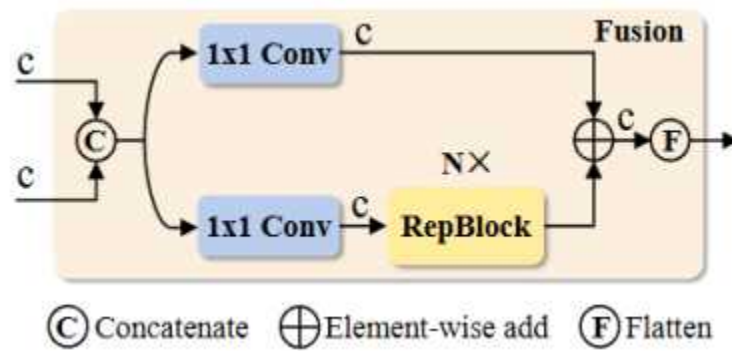 Fusion
1x1 Conv
C
C
C
C
F
C
N×
1x1 Conv
C
RepBlock
C Concatenate
Element-wise add
F Flatten